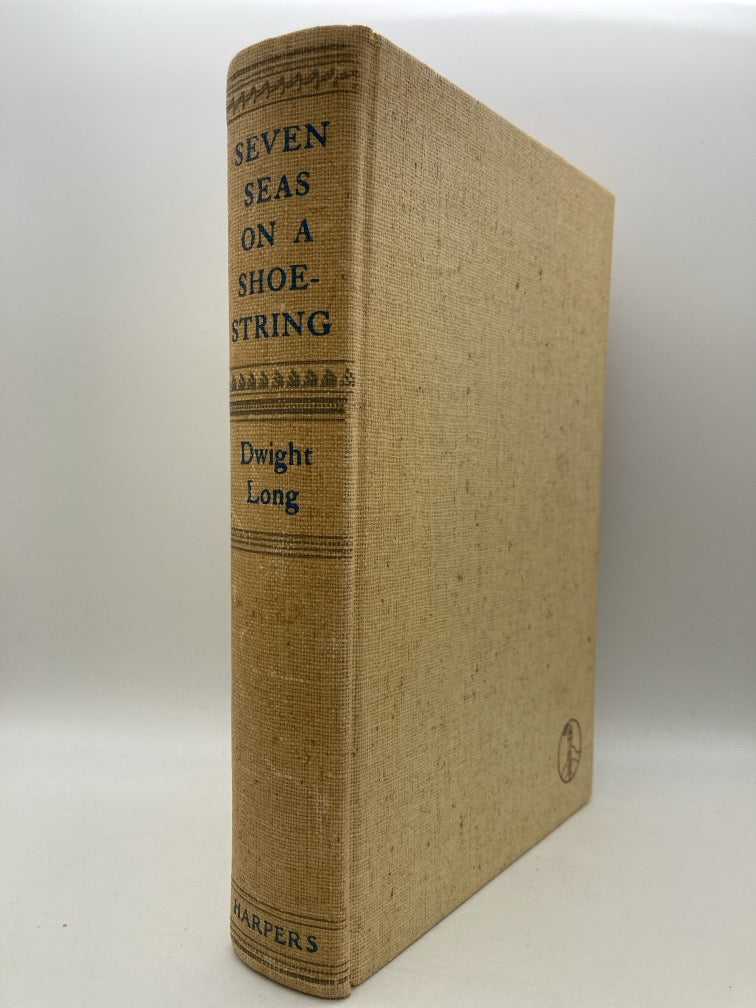 SEVEN
SEAS
ON A
SHOE-
STRING
Dwight
Long
HARPERS